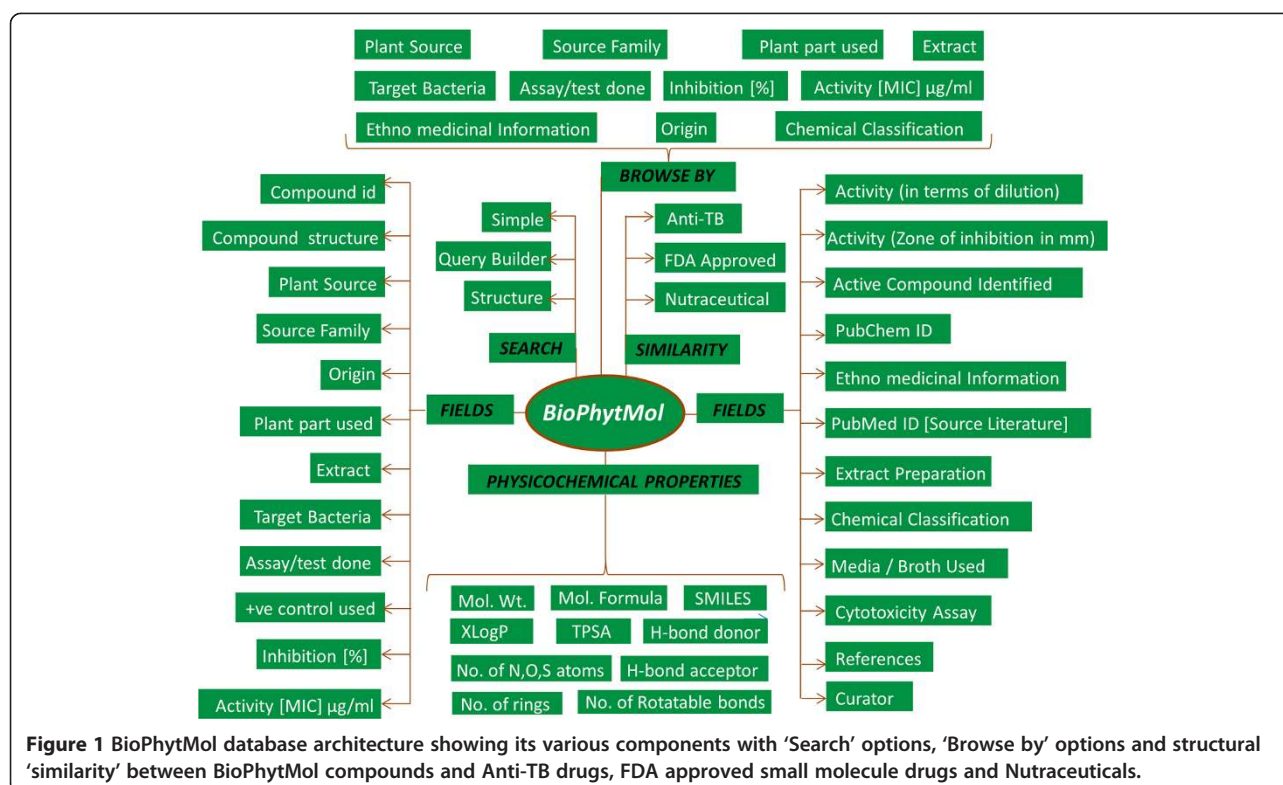 Plant Source
Source Family
Plant part used
Extract
Target Bacteria
Assay/test done
Inhibition [%]
Activity [MIC] µg/ml
Ethno medicinal Information
Origin
Chemical Classification
BROWSE BY
Compound id
Compound structure
Plant Source
Source Family
Origin
Plant part used
Extract
Target Bacteria
Assay/test done
+ve control used
Inhibition [%]
Activity [MIC] µg/ml
FIELDS
Simple
Query Builder
Structure
SEARCH
Anti-TB
FDA Approved
Nutraceutical
SIMILARITY
BioPhytMol
FIELDS
Activity (in terms of dilution)
Activity (Zone of inhibition in mm)
Active Compound Identified
PubChem ID
Ethno medicinal Information
PubMed ID [Source Literature]
Extract Preparation
Chemical Classification
Media / Broth Used
Cytotoxicity Assay
References
Curator
PHYSICOCHEMICAL PROPERTIES
Mol. Wt.
Mol. Formula
SMILES
XLogP
TPSA
H-bond donor
No. of N,O,S atoms
H-bond acceptor
No. of rings
No. of Rotatable bonds
Figure 1 BioPhytMol database architecture showing its various components with ‘Search’ options, ‘Browse by’ options and structural
‘similarity’ between BioPhytMol compounds and Anti-TB drugs, FDA approved small molecule drugs and Nutraceuticals.